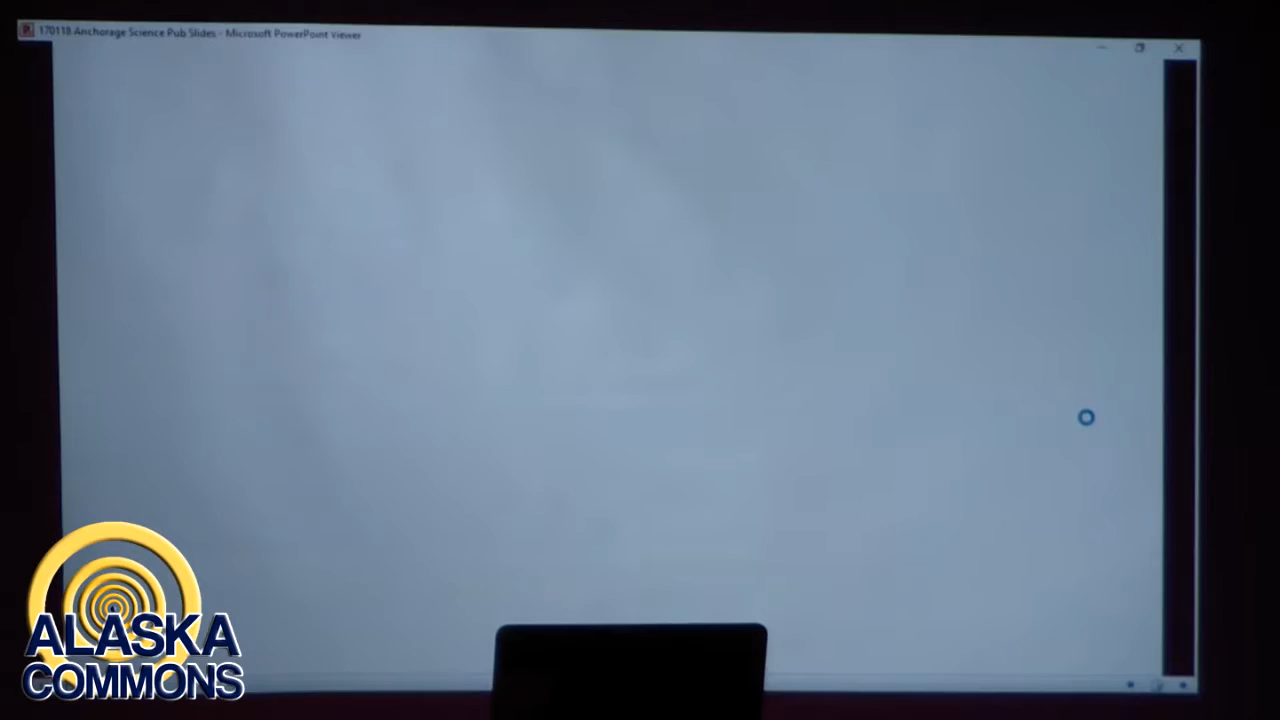 170118 Anchorage Science Pub Slides - Microsoft PowerPoint Viewer
ALASKA
COMMONS